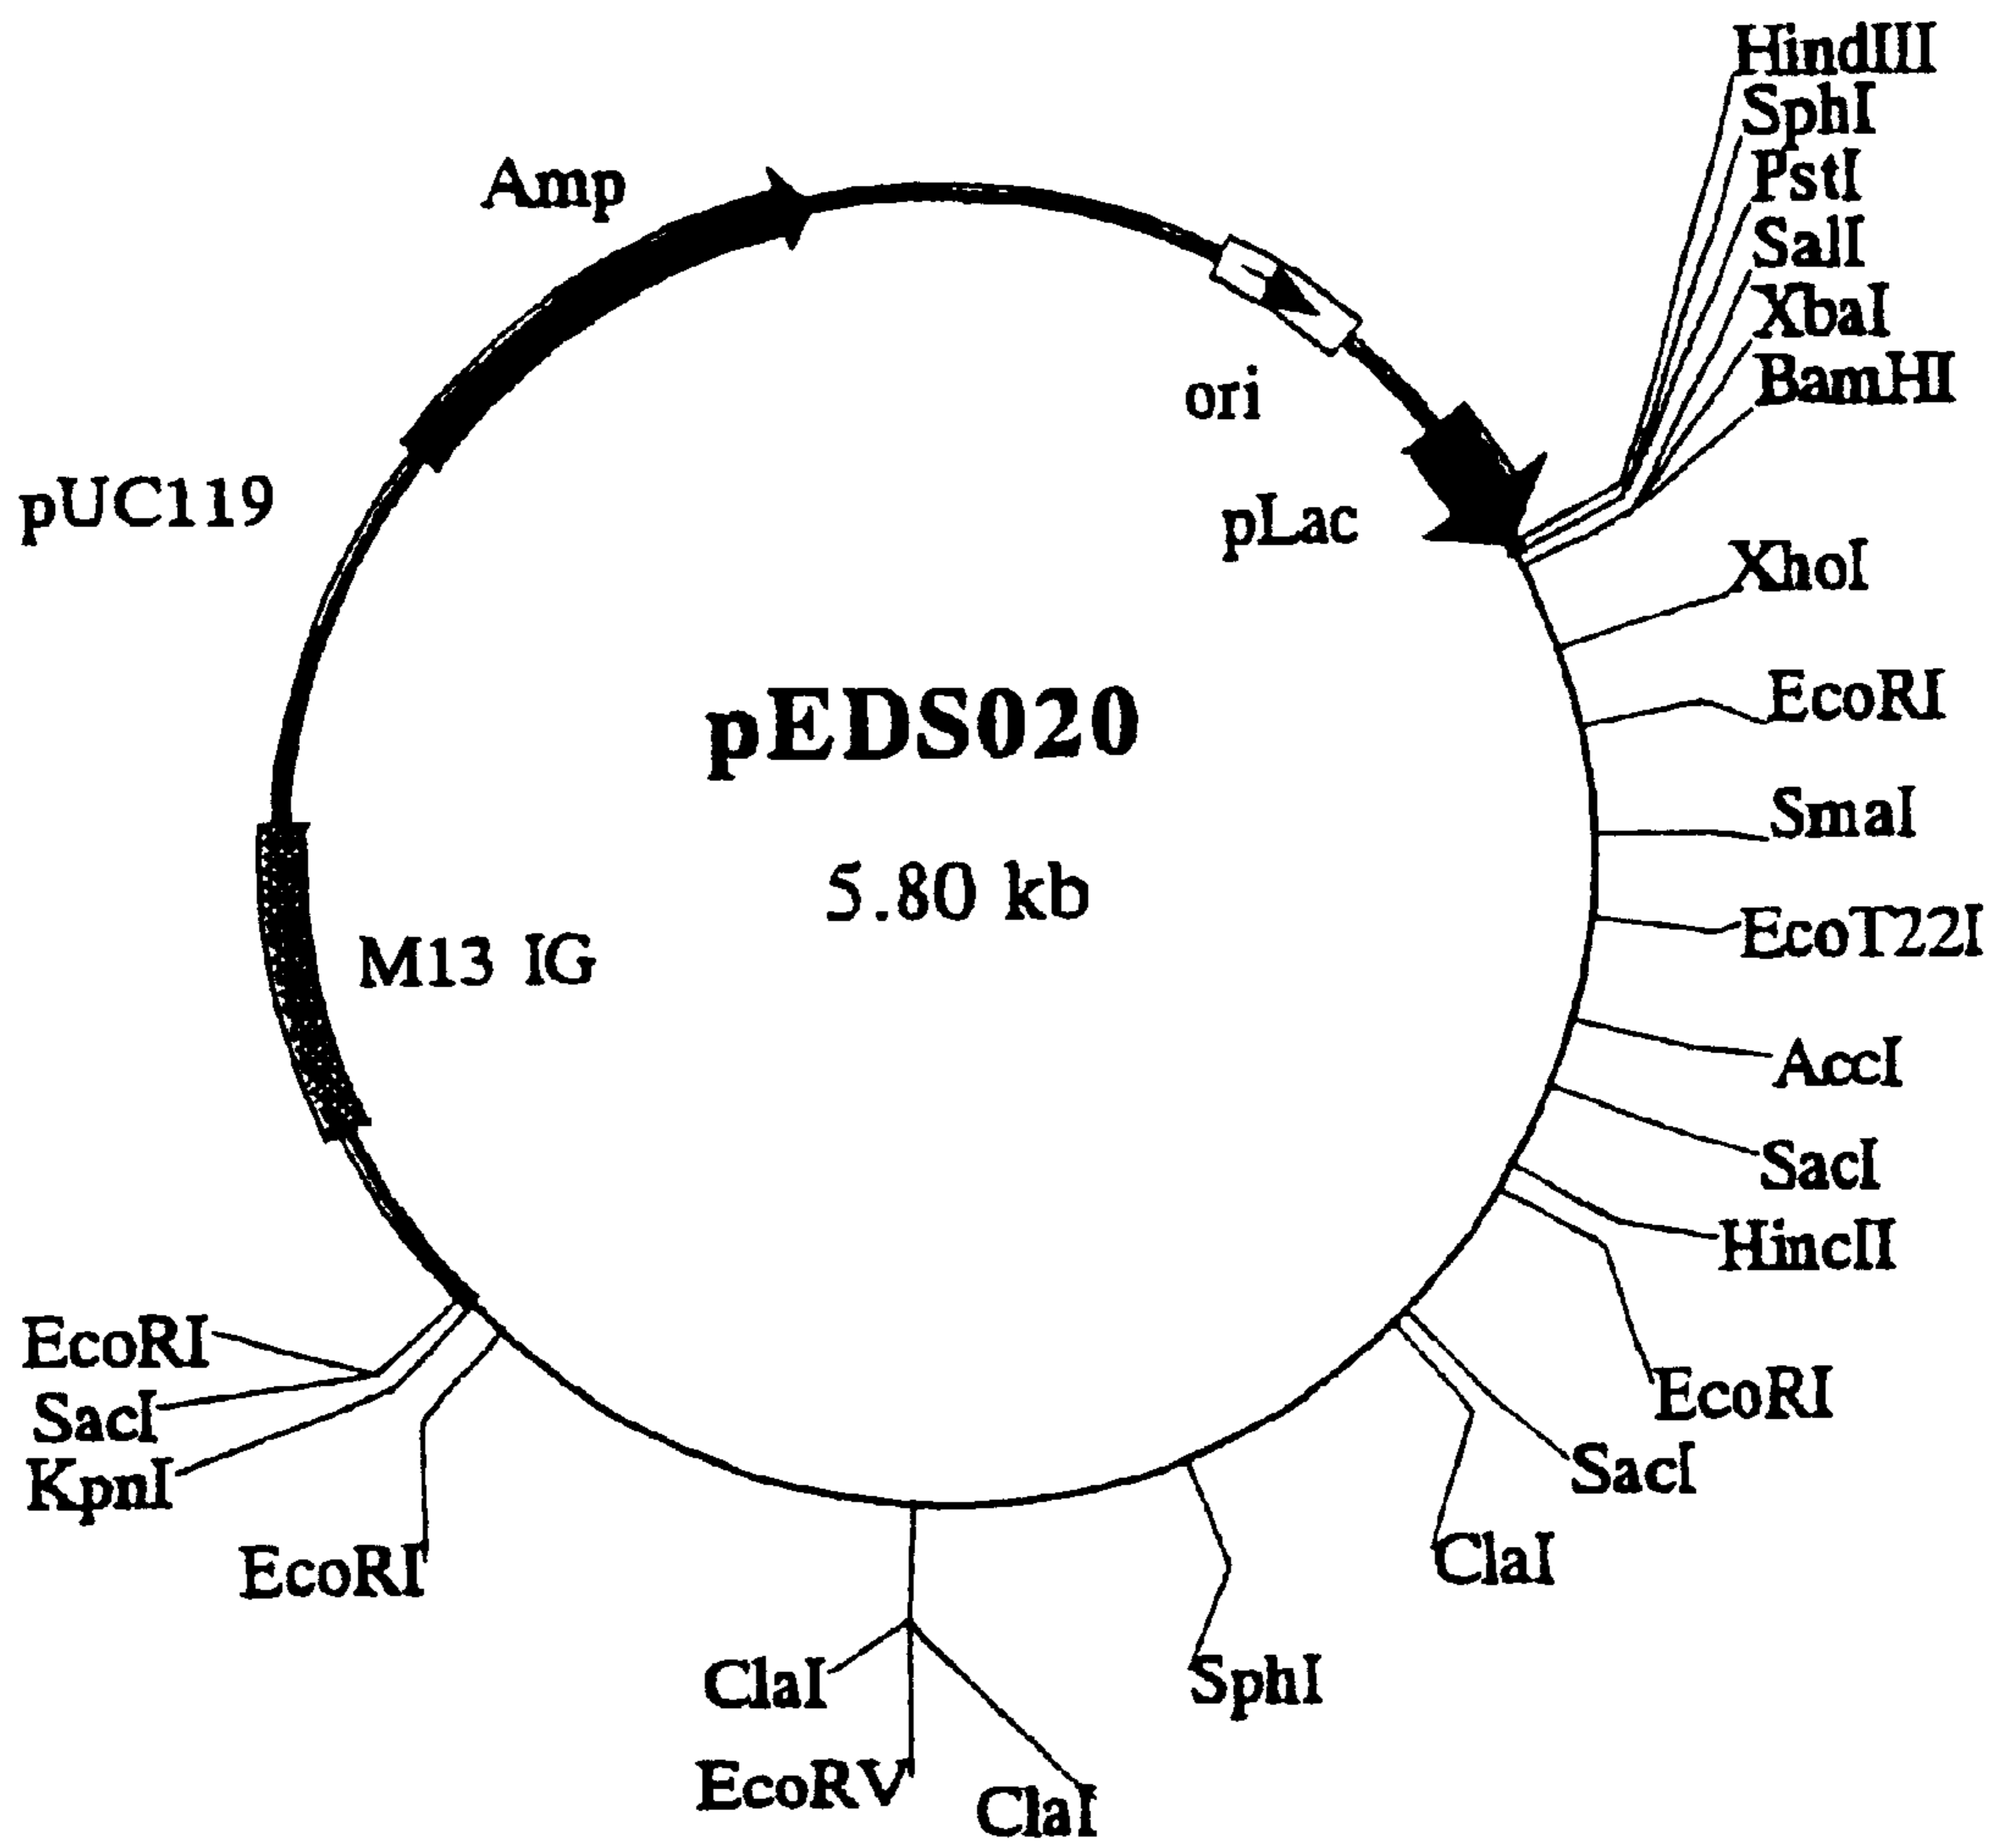 HindIII
SphI
PstI
SalI
XbaI
BamHI
Amp
ori
pUC119
pLac
XhoI
EcoRI
pEDS020
SmaI
5.80 kb
EcoT22I
M13 IG
AccI
SacI
HincII
EcoRI
EcoRI
SacI
SacI
KpnI
ClaI
EcoRI
ClaI
SphI
EcoRV
ClaI